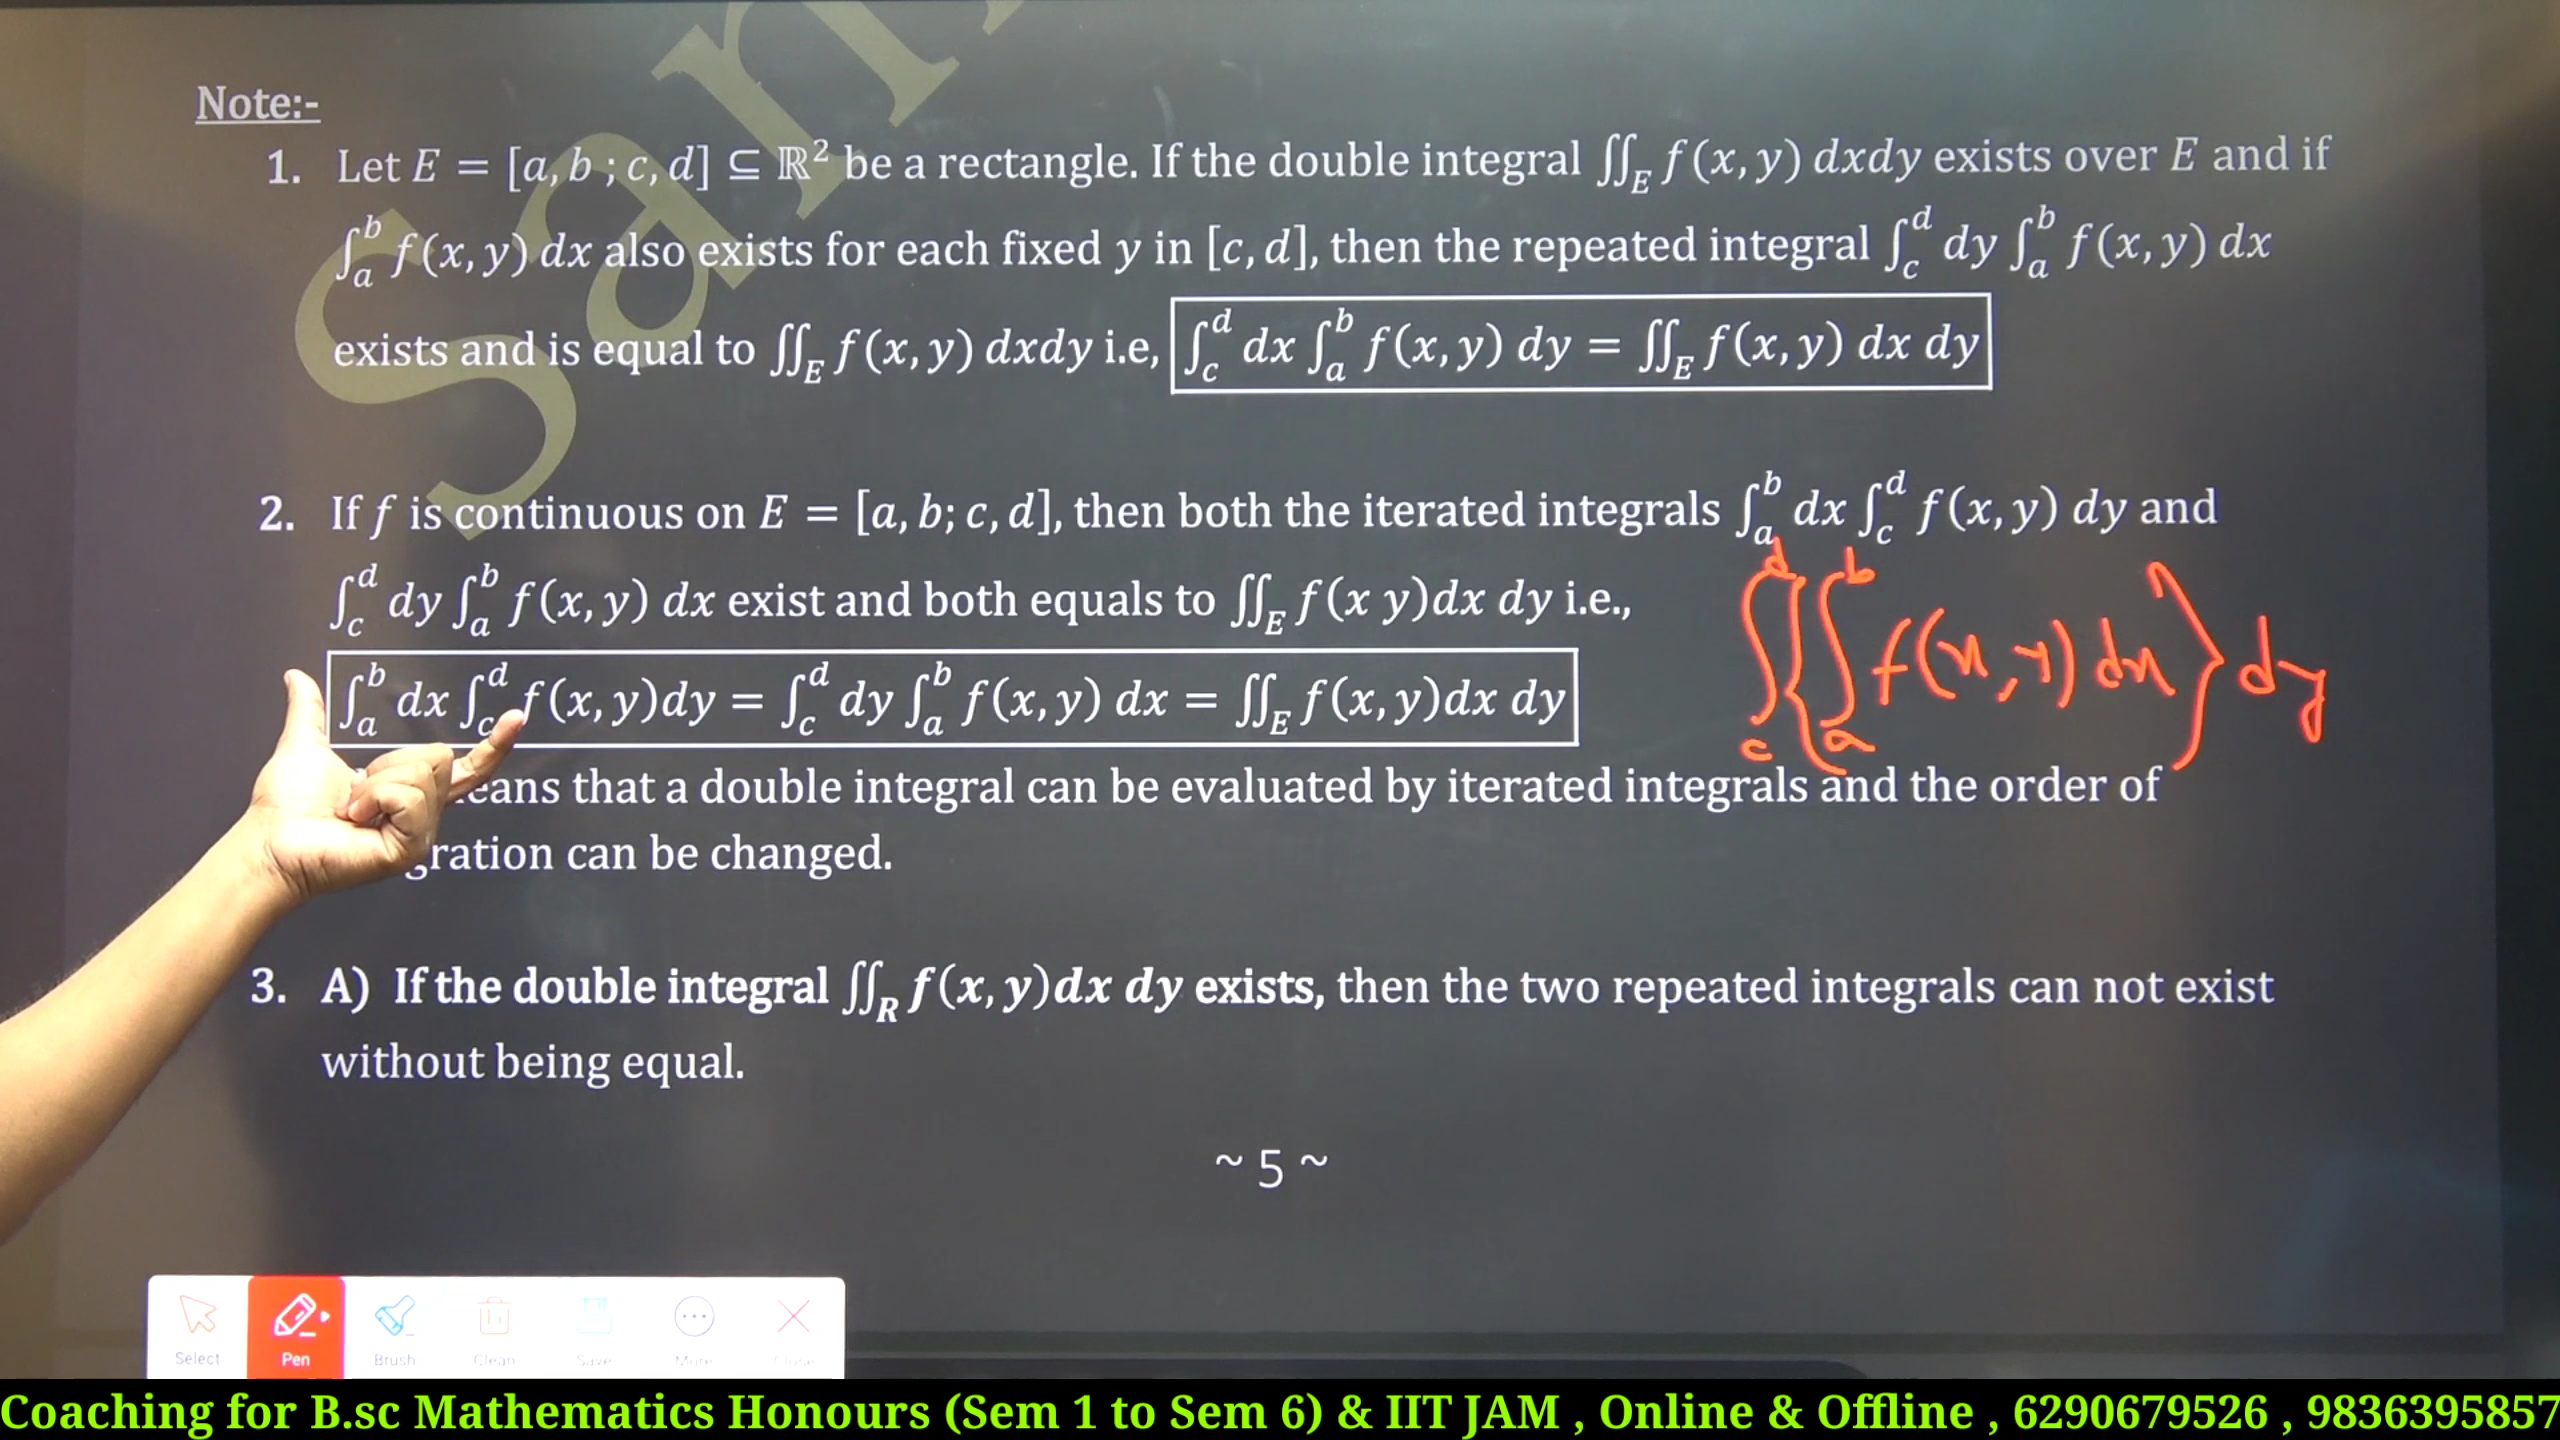 Note:-
1. Let E = [a, b ; c, d] ⊆ ℝ² be a rectangle. If the double integral ∬_E f(x, y) dxdy exists over E and if
∫_a^b f(x, y) dx also exists for each fixed y in [c, d], then the repeated integral ∫_c^d dy ∫_a^b f(x, y) dx
exists and is equal to ∬_E f(x, y) dxdy i.e, ∫_c^d dx ∫_a^b f(x, y) dy = ∬_E f(x, y) dx dy
2. If f is continuous on E = [a, b; c, d], then both the iterated integrals ∫_a^b dx ∫_c^d f(x, y) dy and
∫_c^d dy ∫_a^b f(x, y) dx exist and both equals to ∬_E f(x y)dx dy i.e.,
∫_c^d {∫_a^b f(x, y) dx} dy
∫_a^b dx ∫_c^d f(x, y)dy = ∫_c^d dy ∫_a^b f(x, y) dx = ∬_E f(x, y)dx dy
eans that a double integral can be evaluated by iterated integrals and the order of
gration can be changed.
3. A) If the double integral ∬_R f(x, y)dx dy exists, then the two repeated integrals can not exist
without being equal.
~ 5 ~
Select Pen Brush Clean Save More Close
Coaching for B.sc Mathematics Honours (Sem 1 to Sem 6) & IIT JAM , Online & Offline , 6290679526 , 9836395857